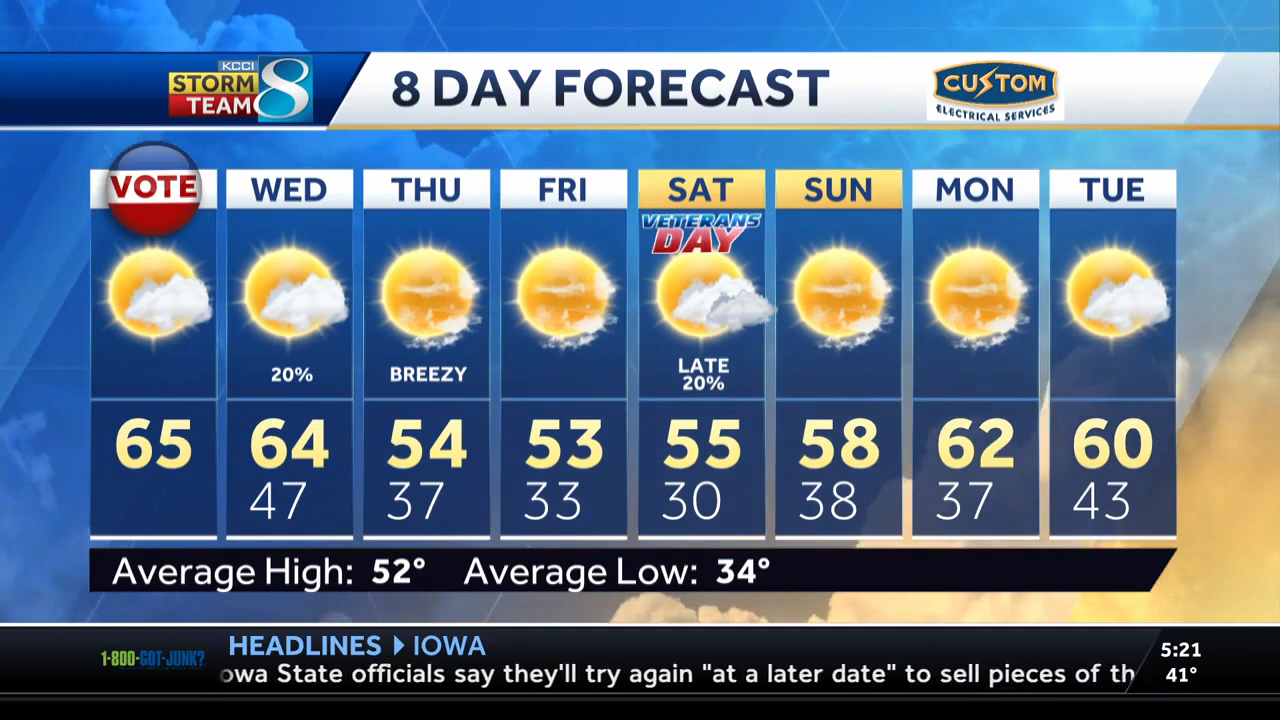 KCCI
STORM
TEAM
8
8 DAY FORECAST
CUSTOM
ELECTRICAL SERVICES
VOTE WED THU FRI SAT SUN MON TUE
VETERANS
DAY
20% BREEZY LATE
20%
65 64 54 53 55 58 62 60
47 37 33 30 38 37 43
Average High: 52° Average Low: 34°
HEADLINES IOWA
1-800-GOT-JUNK?
owa State officials say they'll try again "at a later date" to sell pieces of th
5:21
41°